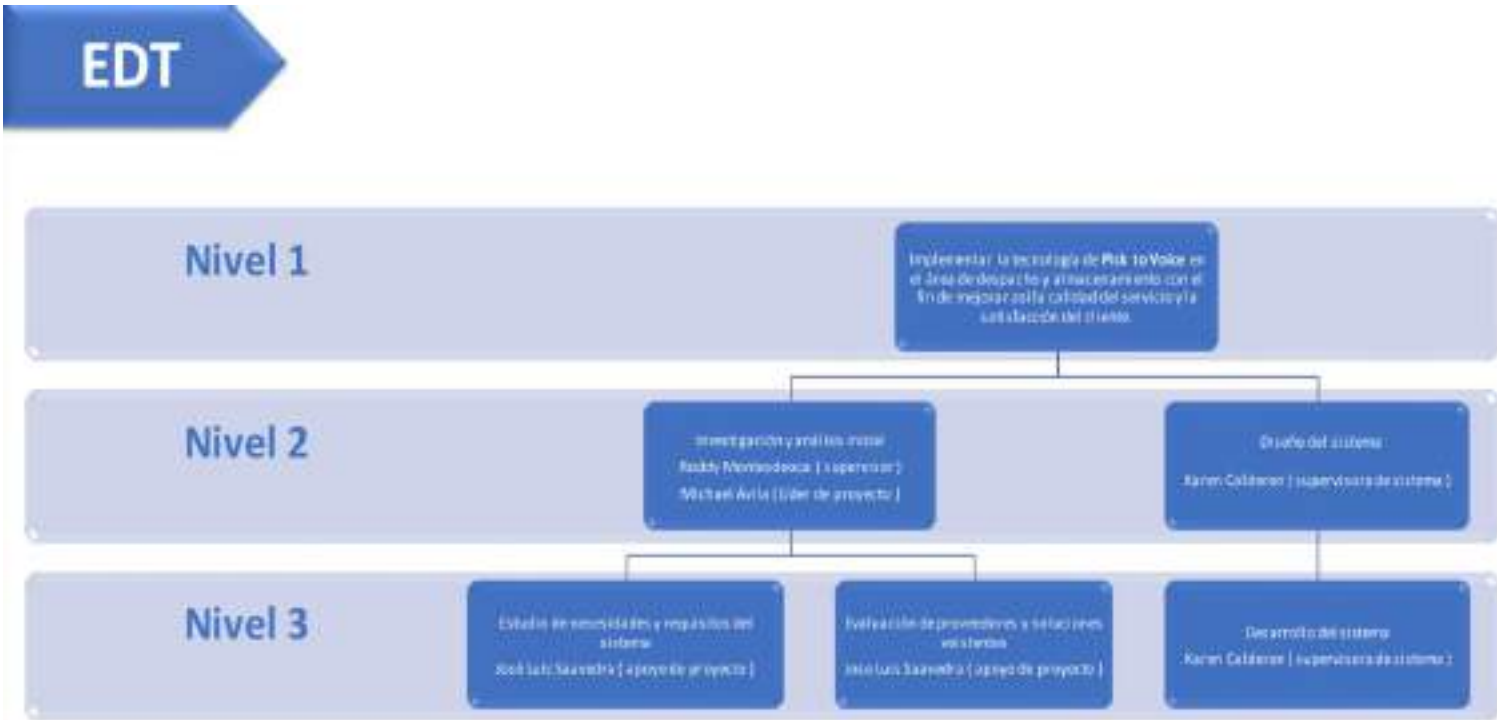 EDT
Nivel 1
Implementar la tecnología de Pick to Voice en
el área de despacho y almacenamiento con el
fin de mejorar así la calidad del servicio y la
satisfacción del cliente.
Nivel 2
Investigación y análisis inicial
Roddy Montesdeoca ( supervisor )
Michael Ávila ( Líder de proyecto )
Diseño del sistema
Karen Calderon ( supervisora de sistema )
Nivel 3
Estudio de necesidades y requisitos del
sistema
José Luis Saavedra ( apoyo de proyecto )
Evaluación de proveedores y soluciones
existentes
José Luis Saavedra ( apoyo de proyecto )
Desarrollo del sistema
Karen Calderon ( supervisora de sistema )